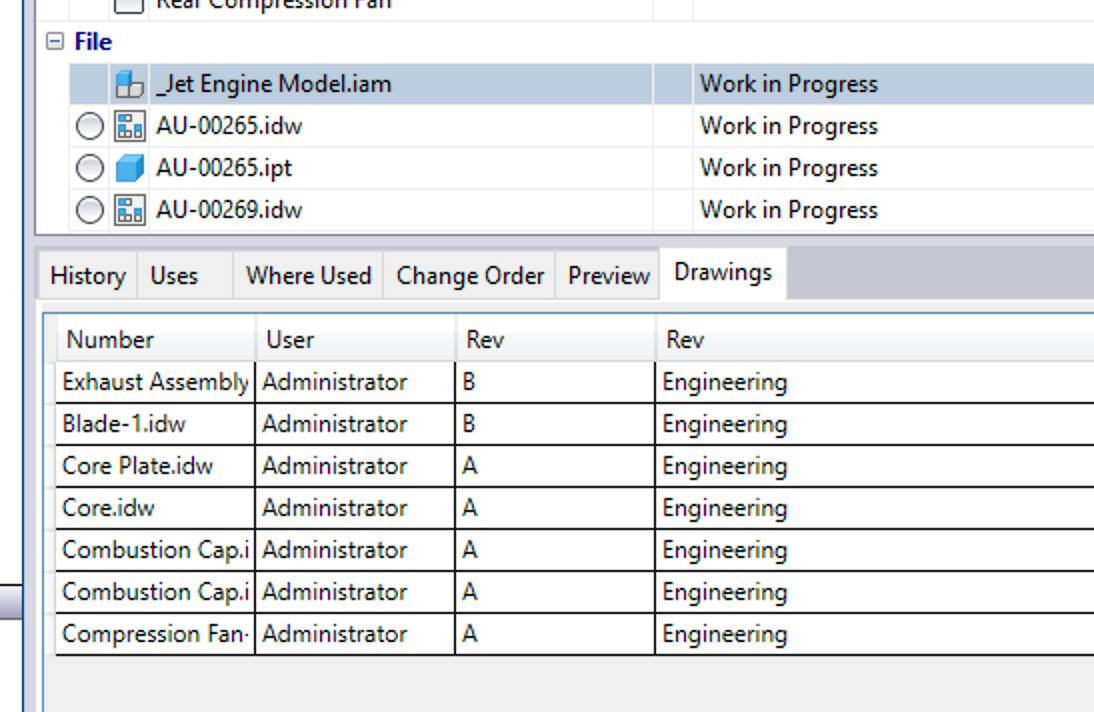 Rear Compression Fan
File
_Jet Engine Model.iam Work in Progress
AU-00265.idw Work in Progress
AU-00265.ipt Work in Progress
AU-00269.idw Work in Progress
History Uses Where Used Change Order Preview Drawings
Number User Rev Rev
Exhaust Assembly Administrator B Engineering
Blade-1.idw Administrator B Engineering
Core Plate.idw Administrator A Engineering
Core.idw Administrator A Engineering
Combustion Cap.i Administrator A Engineering
Combustion Cap.i Administrator A Engineering
Compression Fan- Administrator A Engineering